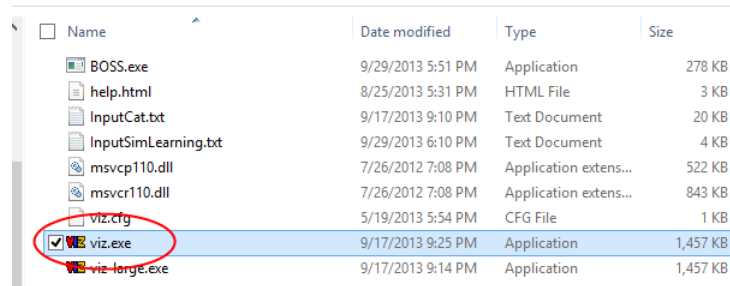 Name Date modified Type Size
BOSS.exe 9/29/2013 5:51 PM Application 278 KB
help.html 8/25/2013 5:31 PM HTML File 3 KB
InputCat.txt 9/17/2013 9:10 PM Text Document 20 KB
InputSimLearning.txt 9/29/2013 6:10 PM Text Document 4 KB
msvcp110.dll 7/26/2012 7:08 PM Application extens... 522 KB
msvcr110.dll 7/26/2012 7:08 PM Application extens... 843 KB
viz.cfg 5/19/2013 5:54 PM CFG File 1 KB
VIZ viz.exe 9/17/2013 9:25 PM Application 1,457 KB
VIZ viz-large.exe 9/17/2013 9:14 PM Application 1,457 KB